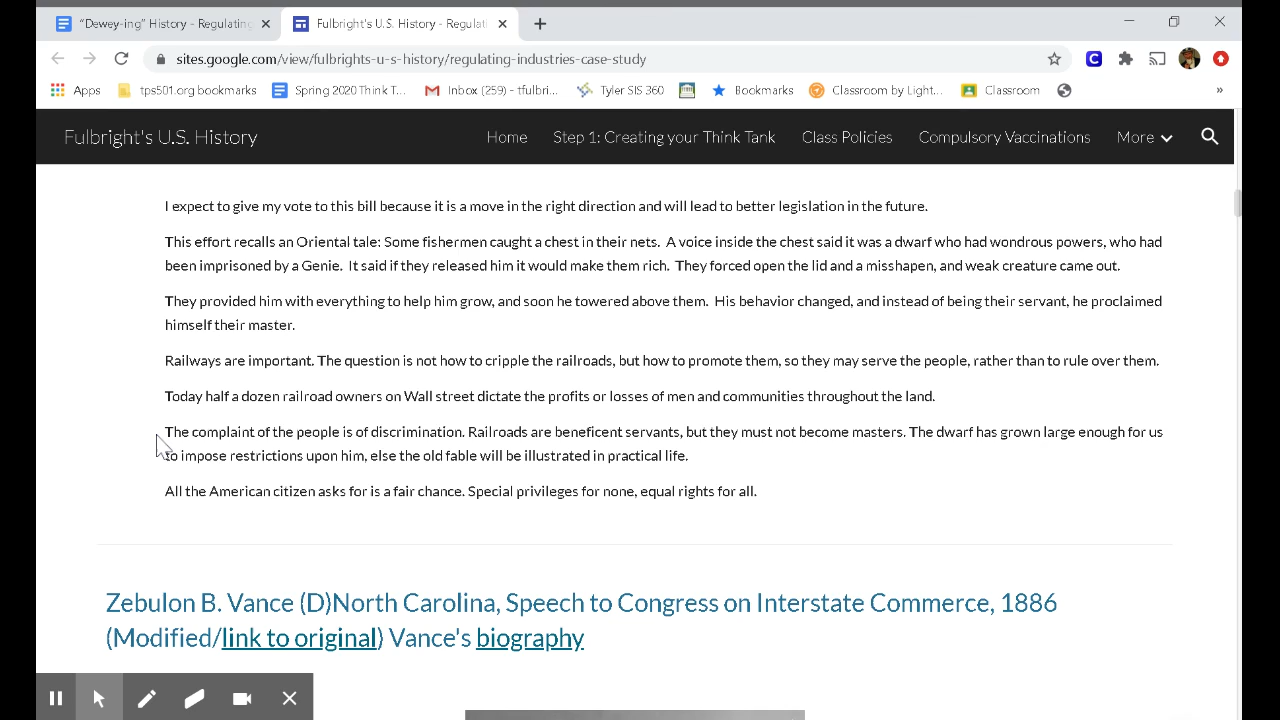 "Dewey-ing" History - Regulating
Fulbright's U.S. History - Regulati
sites.google.com/view/fulbrights-u-s-history/regulating-industries-case-study
Apps tps501.org bookmarks Spring 2020 Think T... Inbox (259) - tfulbri... Tyler SIS 360 Bookmarks Classroom by Light... Classroom »
Fulbright's U.S. History Home Step 1: Creating your Think Tank Class Policies Compulsory Vaccinations More
I expect to give my vote to this bill because it is a move in the right direction and will lead to better legislation in the future.
This effort recalls an Oriental tale: Some fishermen caught a chest in their nets. A voice inside the chest said it was a dwarf who had wondrous powers, who had
been imprisoned by a Genie. It said if they released him it would make them rich. They forced open the lid and a misshapen, and weak creature came out.
They provided him with everything to help him grow, and soon he towered above them. His behavior changed, and instead of being their servant, he proclaimed
himself their master.
Railways are important. The question is not how to cripple the railroads, but how to promote them, so they may serve the people, rather than to rule over them.
Today half a dozen railroad owners on Wall street dictate the profits or losses of men and communities throughout the land.
The complaint of the people is of discrimination. Railroads are beneficent servants, but they must not become masters. The dwarf has grown large enough for us
to impose restrictions upon him, else the old fable will be illustrated in practical life.
All the American citizen asks for is a fair chance. Special privileges for none, equal rights for all.
Zebulon B. Vance (D)North Carolina, Speech to Congress on Interstate Commerce, 1886
(Modified/link to original) Vance's biography